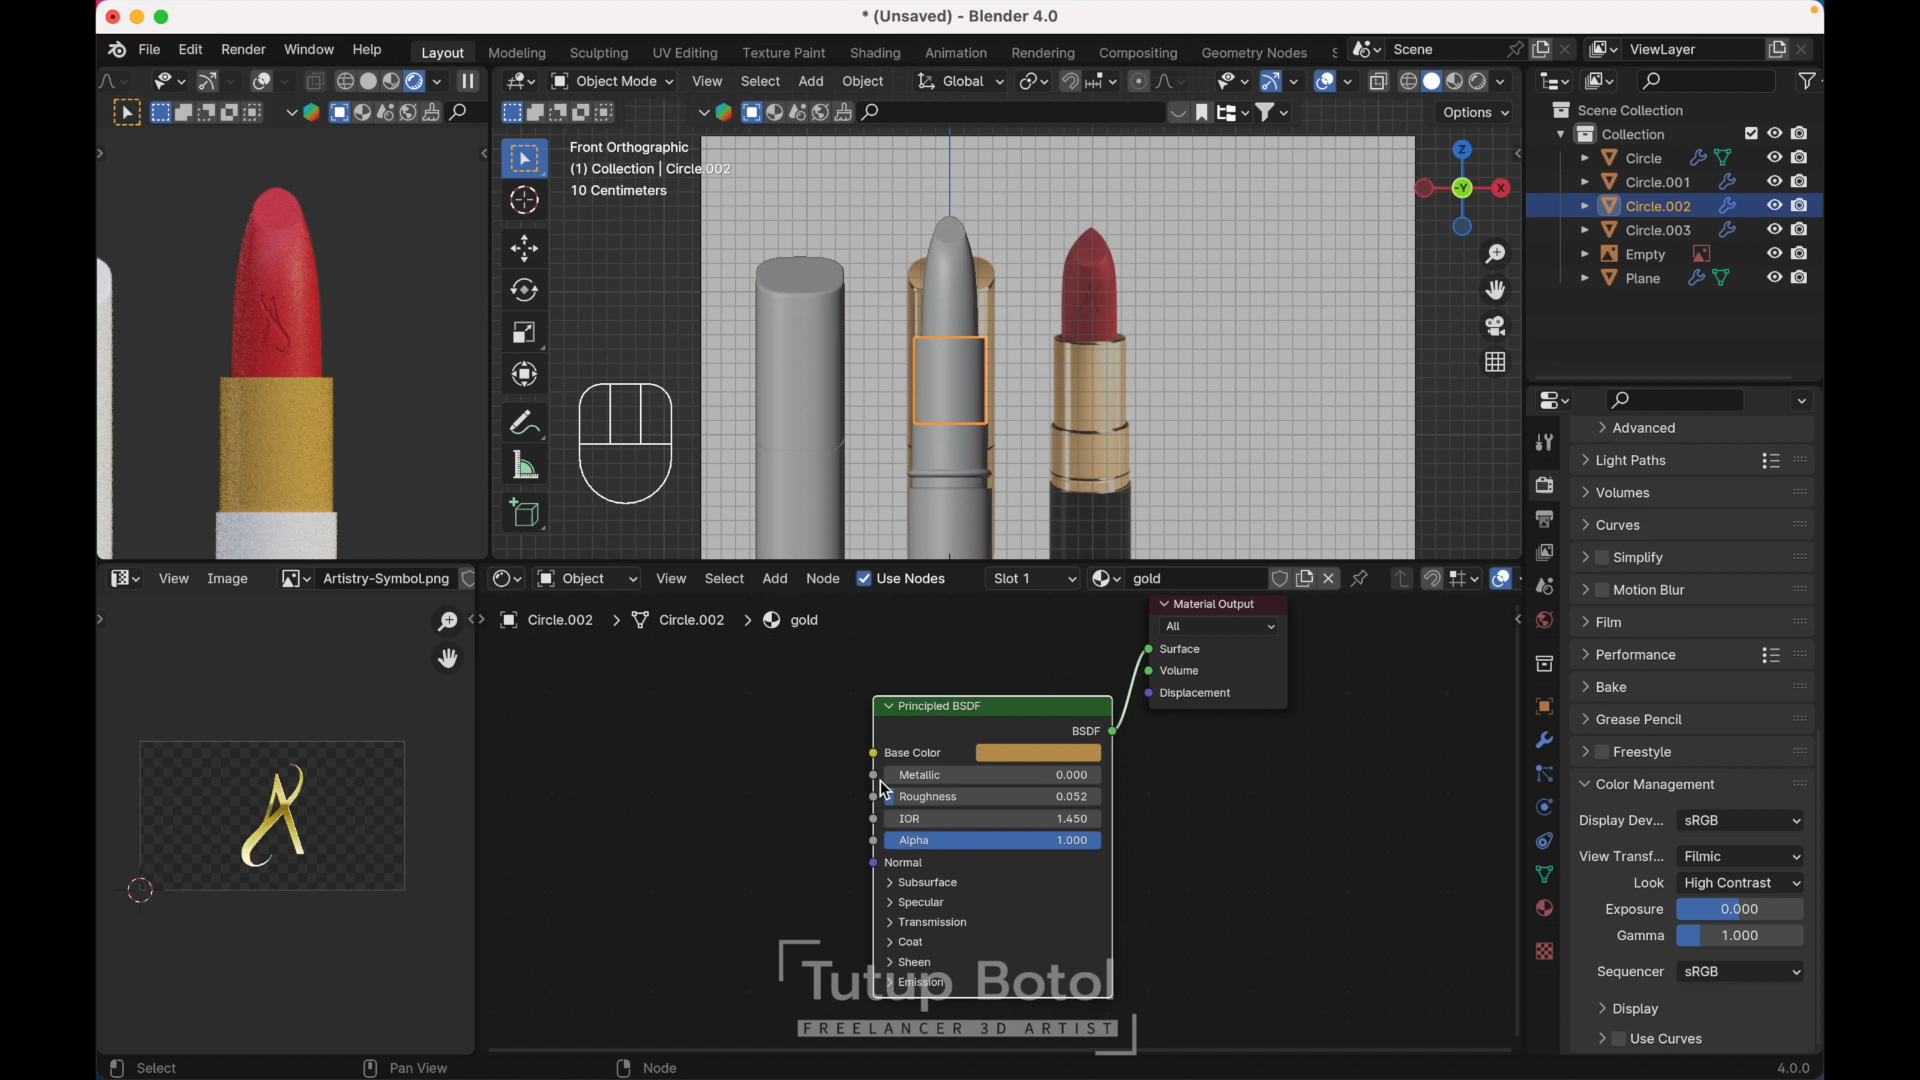 * (Unsaved) - Blender 4.0
File Edit Render Window Help
Layout Modeling Sculpting UV Editing Texture Paint Shading Animation Rendering Compositing Geometry Nodes
Scene
ViewLayer
Object Mode View Select Add Object
Global
Options
Front Orthographic
(1) Collection | Circle.002
10 Centimeters
Z
X
-Y
Scene Collection
Collection
Circle
Circle.001
Circle.002
Circle.003
Empty
Plane
Advanced
Light Paths
Volumes
Curves
Simplify
Motion Blur
Film
Performance
Bake
Grease Pencil
Freestyle
Color Management
Display Dev... sRGB
View Transf... Filmic
Look High Contrast
Exposure 0.000
Gamma 1.000
Sequencer sRGB
Display
Use Curves
View Image Artistry-Symbol.png
Object View Select Add Node Use Nodes Slot 1 gold
Circle.002 > Circle.002 > gold
Material Output
All
Surface
Volume
Displacement
Principled BSDF
BSDF
Base Color
Metallic 0.000
Roughness 0.052
IOR 1.450
Alpha 1.000
Normal
Subsurface
Specular
Transmission
Coat
Sheen
Emission
Tutup Botol
FREELANCER 3D ARTIST
Select Pan View Node 4.0.0